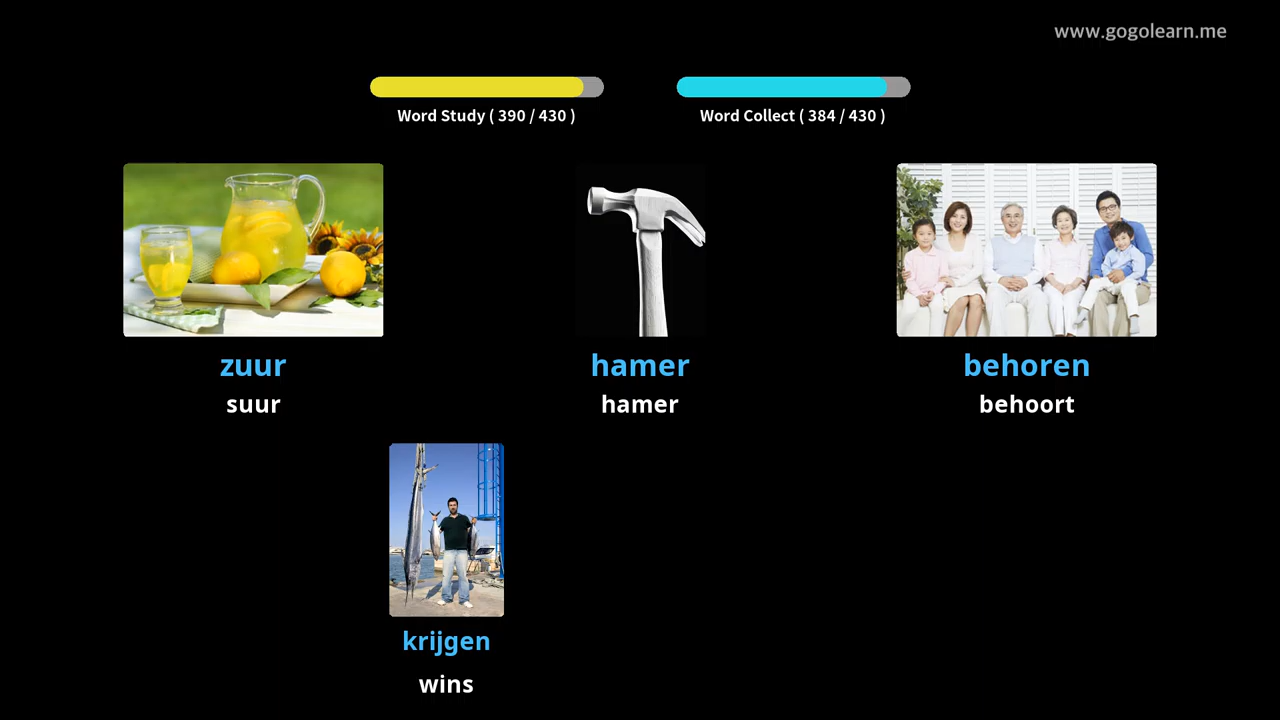 www.gogolearn.me
Word Study ( 390 / 430 )
Word Collect ( 384 / 430 )
zuur
suur
hamer
hamer
behoren
behoort
krijgen
wins